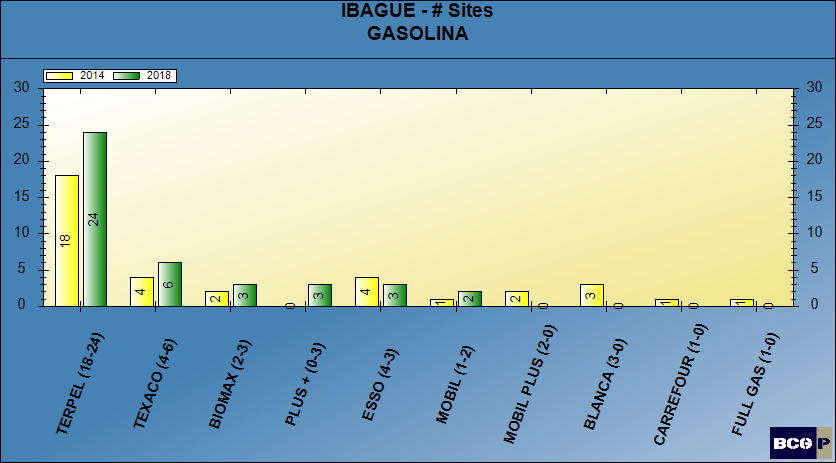 IBAGUE - # Sites
GASOLINA
2014 2018
30 30
25 25
20 20
15 15
10 10
5 5
0 0
18 24 4 6 2 3 0 3 4 3 1 2 2 0 3 0 1 0 1 0
TERPEL (18-24)
TEXACO (4-6)
BIOMAX (2-3)
PLUS + (0-3)
ESSO (4-3)
MOBIL (1-2)
MOBIL PLUS (2-0)
BLANCA (3-0)
CARREFOUR (1-0)
FULL GAS (1-0)
BCG P